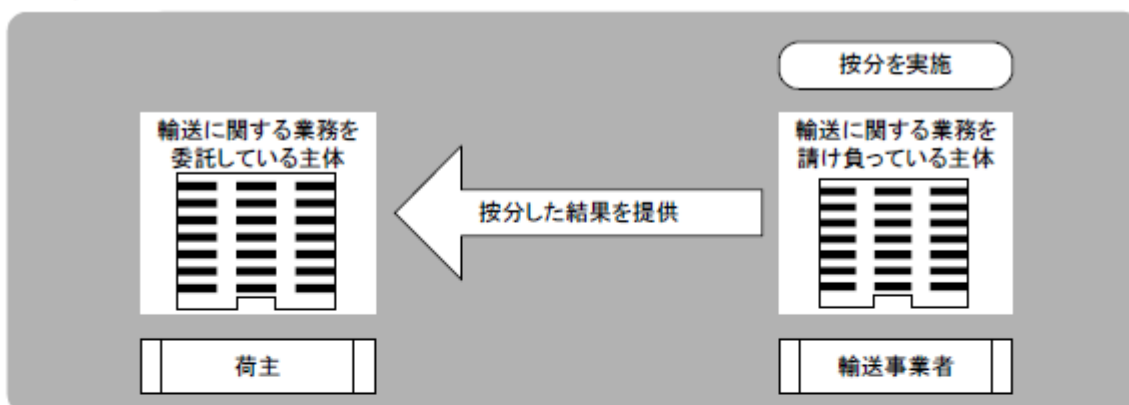 按分を実施
輸送に関する業務を
委託している主体
輸送に関する業務を
請け負っている主体
按分した結果を提供
荷主
輸送事業者